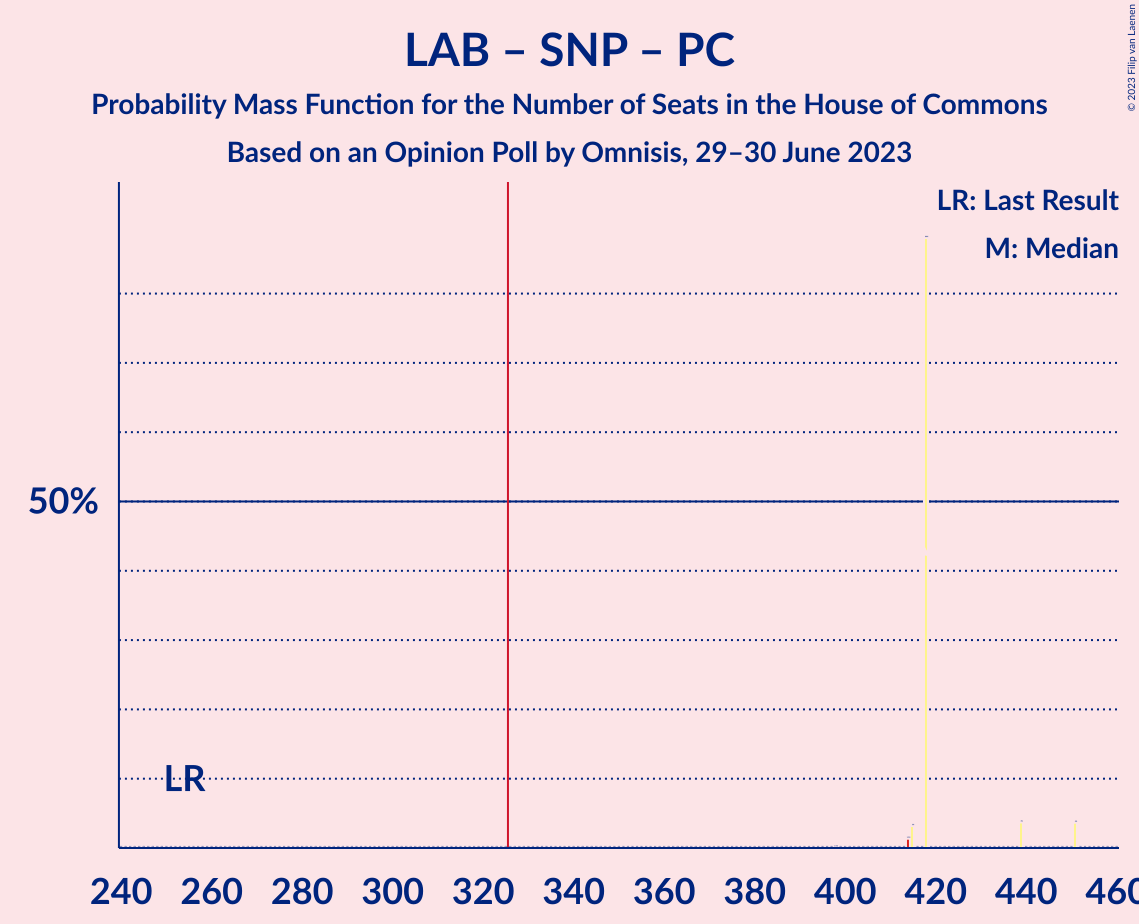 LAB – SNP – PC
Probability Mass Function for the Number of Seats in the House of Commons
Based on an Opinion Poll by Omnisis, 29–30 June 2023
© 2023 Filip van Laenen
LR: Last Result
M: Median
50%
LR
240 260 280 300 320 340 360 380 400 420 440 460